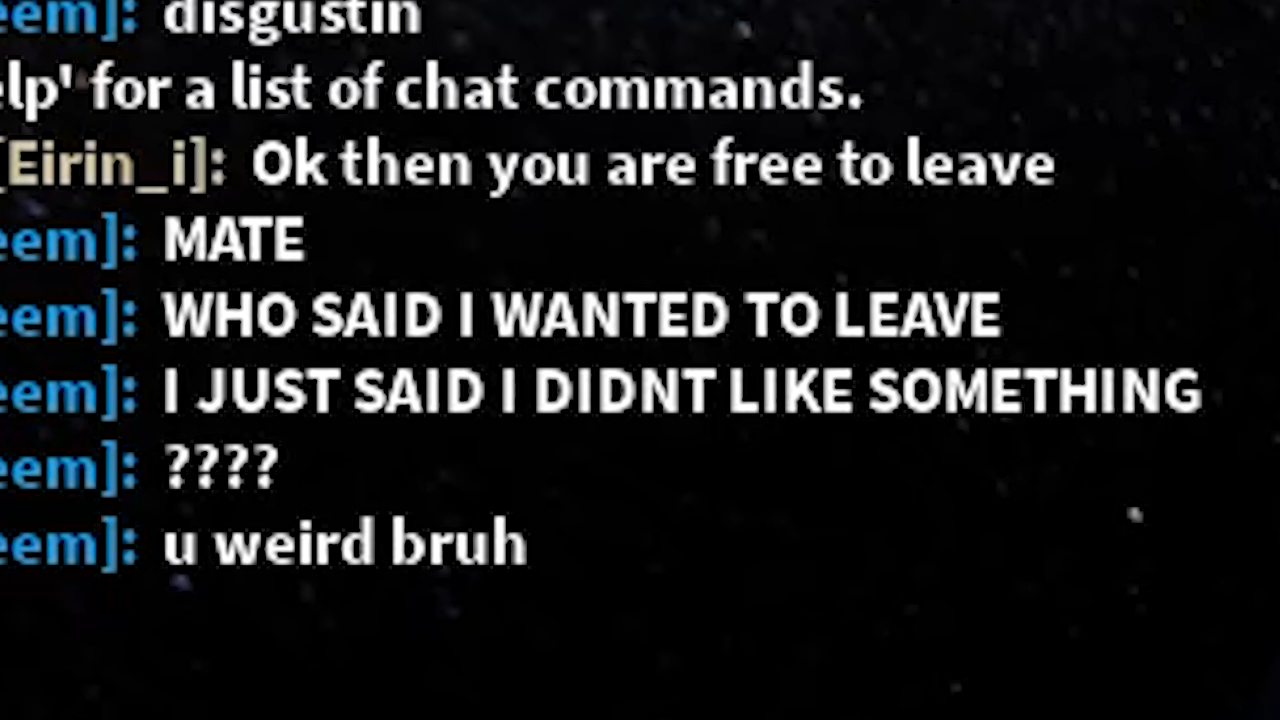 eem]: disgustin
elp' for a list of chat commands.
[Eirin_i]: Ok then you are free to leave
eem]: MATE
eem]: WHO SAID I WANTED TO LEAVE
eem]: I JUST SAID I DIDNT LIKE SOMETHING
eem]: ????
eem]: u weird bruh